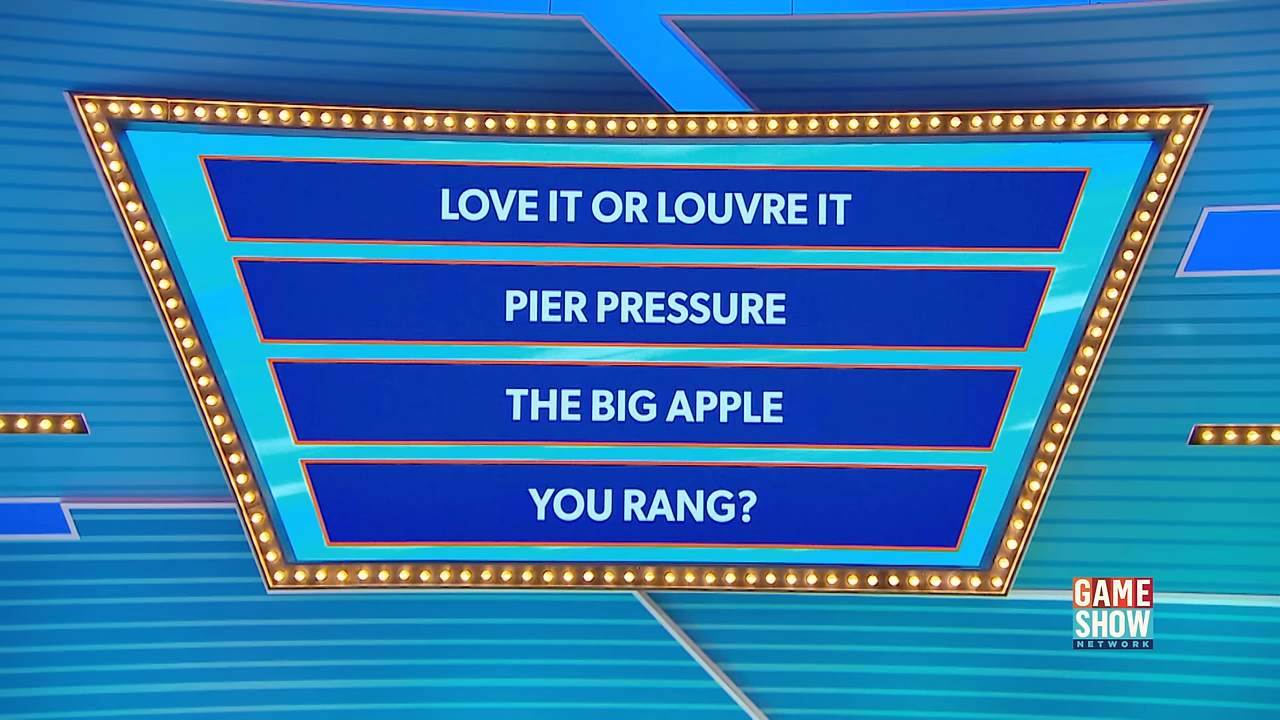 LOVE IT OR LOUVRE IT
PIER PRESSURE
THE BIG APPLE
YOU RANG?
GAME
SHOW
NETWORK